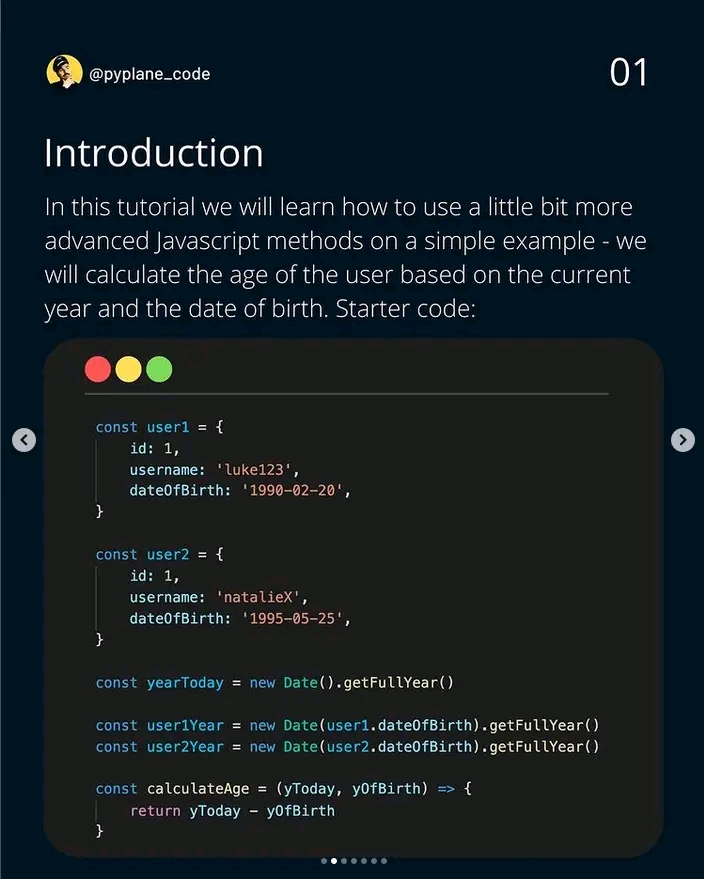 @pyplane_code
01
Introduction
In this tutorial we will learn how to use a little bit more
advanced Javascript methods on a simple example - we
will calculate the age of the user based on the current
year and the date of birth. Starter code:
const user1 = {
    id: 1,
    username: 'luke123',
    dateOfBirth: '1990-02-20',
}
const user2 = {
    id: 1,
    username: 'natalieX',
    dateOfBirth: '1995-05-25',
}
const yearToday = new Date().getFullYear()
const user1Year = new Date(user1.dateOfBirth).getFullYear()
const user2Year = new Date(user2.dateOfBirth).getFullYear()
const calculateAge = (yToday, yOfBirth) => {
    return yToday - yOfBirth
}